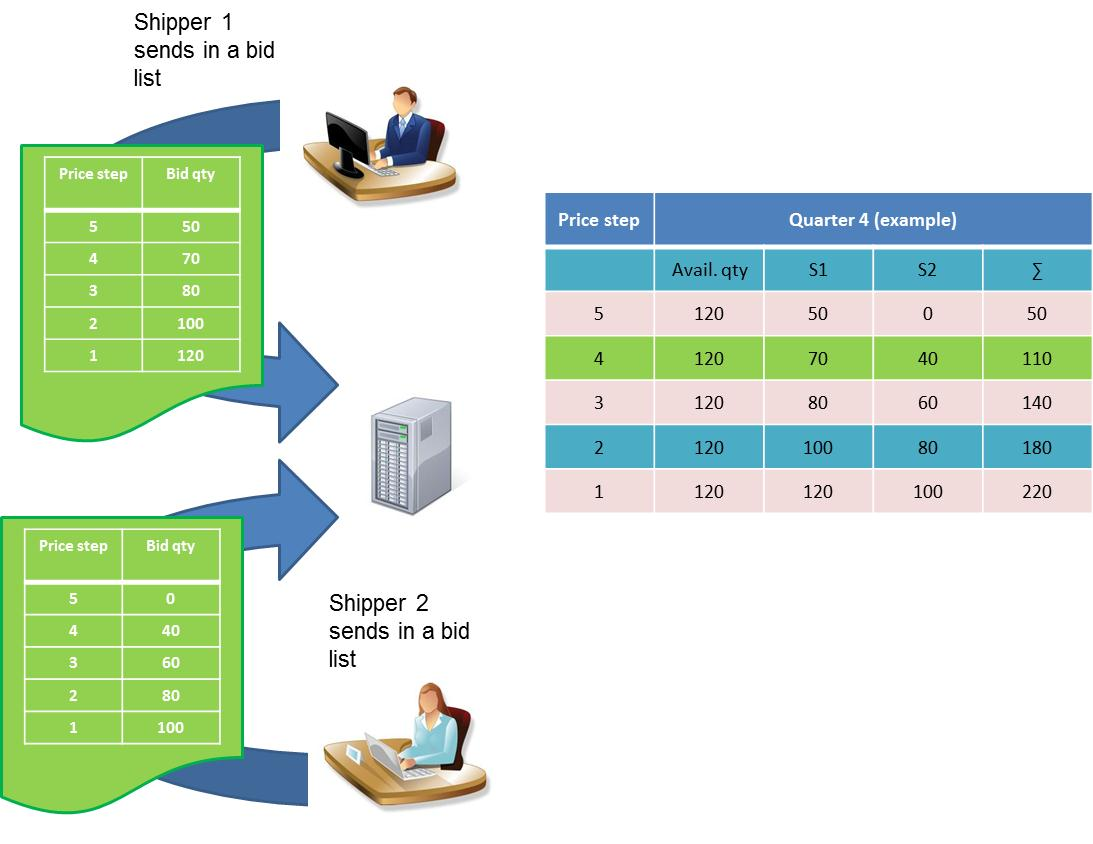 Shipper 1
sends in a bid
list
Price step Bid qty
5 50
4 70
3 80
2 100
1 120
Price step Quarter 4 (example)
Avail. qty S1 S2 ∑
5 120 50 0 50
4 120 70 40 110
3 120 80 60 140
2 120 100 80 180
1 120 120 100 220
Price step Bid qty
5 0
4 40
3 60
2 80
1 100
Shipper 2
sends in a bid
list